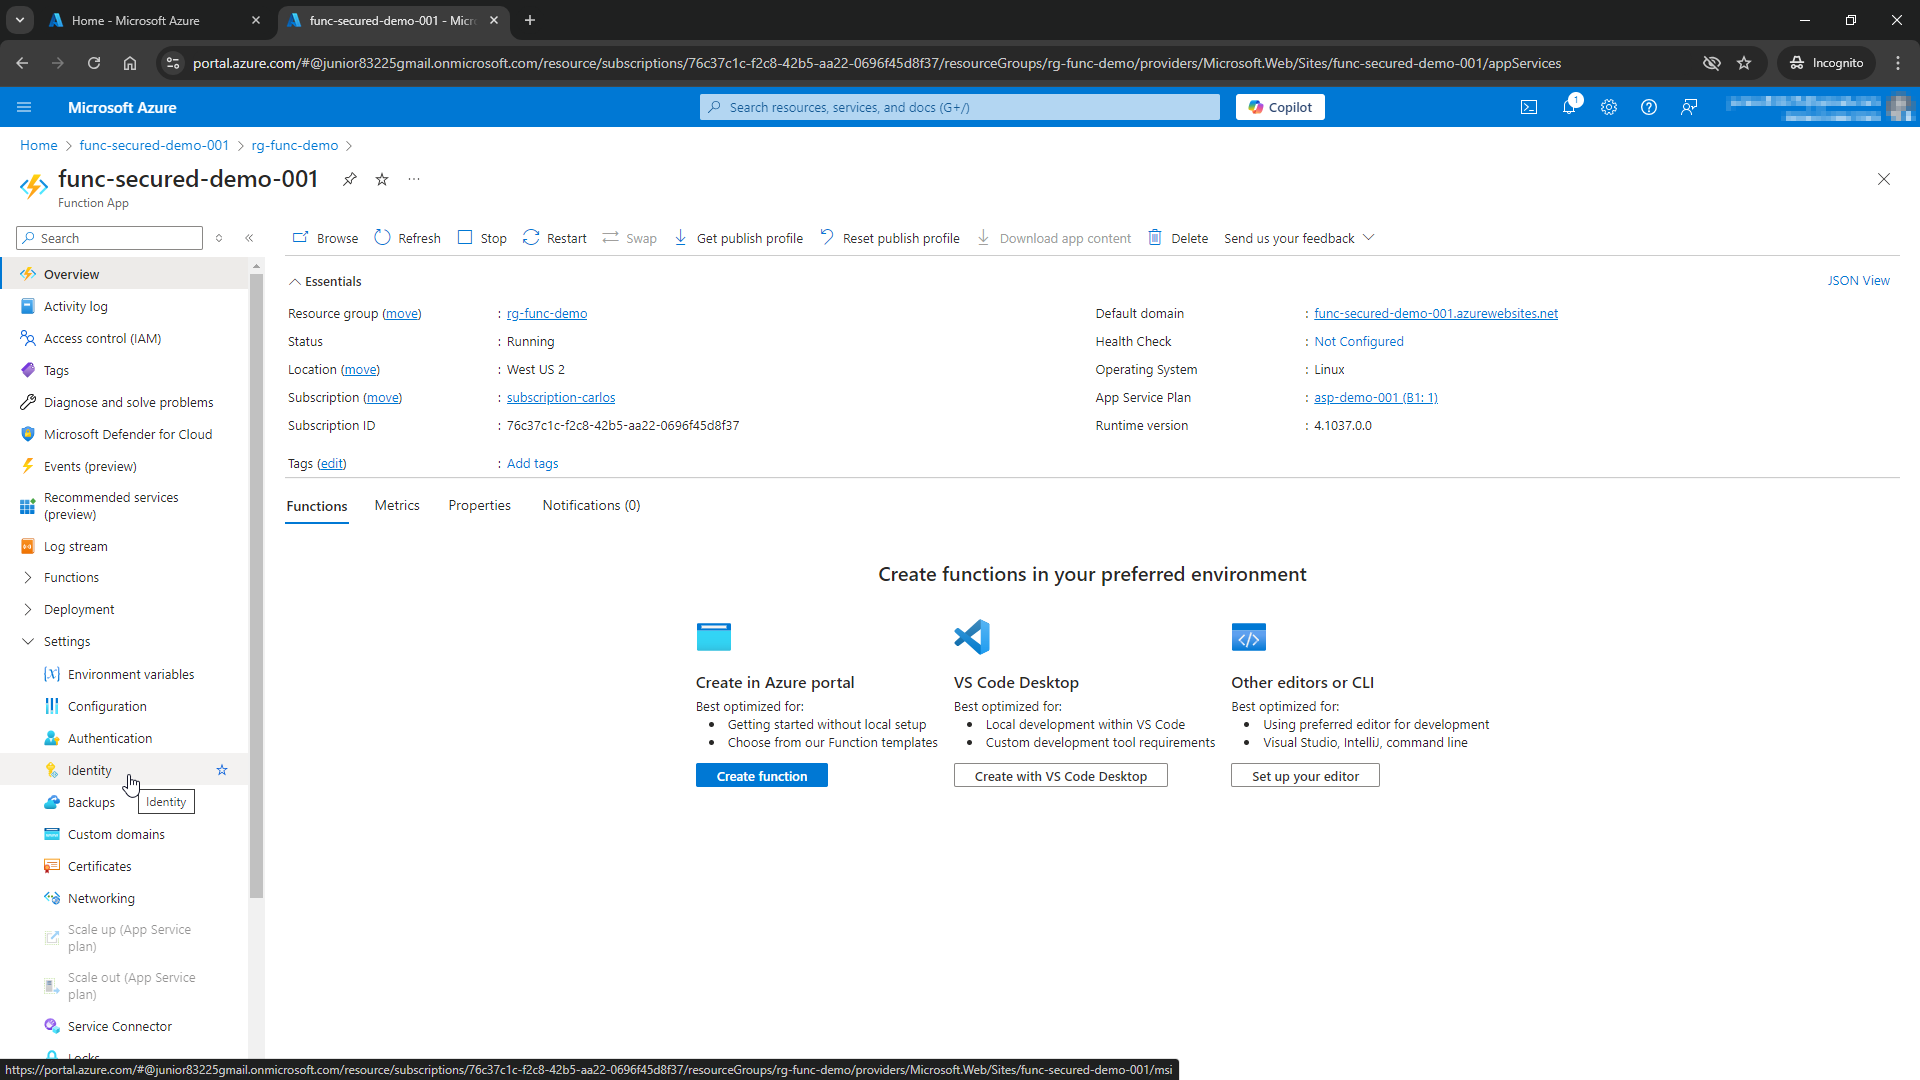 Home - Microsoft Azure
func-secured-demo-001 - Micr
portal.azure.com/#@junior83225gmail.onmicrosoft.com/resource/subscriptions/76c37c1c-f2c8-42b5-aa22-0696f45d8f37/resourceGroups/rg-func-demo/providers/Microsoft.Web/Sites/func-secured-demo-001/appServices
Incognito
Microsoft Azure
Search resources, services, and docs (G+/)
Copilot
1
Home > func-secured-demo-001 > rg-func-demo >
func-secured-demo-001
Function App
Search
Browse
Refresh
Stop
Restart
Swap
Get publish profile
Reset publish profile
Download app content
Delete
Send us your feedback
Overview
Activity log
Access control (IAM)
Tags
Diagnose and solve problems
Microsoft Defender for Cloud
Events (preview)
Recommended services
(preview)
Log stream
Functions
Deployment
Settings
Environment variables
Configuration
Authentication
Identity
Backups
Identity
Custom domains
Certificates
Networking
Scale up (App Service
plan)
Scale out (App Service
plan)
Service Connector
Locks
Essentials
JSON View
Resource group (move) : rg-func-demo
Status : Running
Location (move) : West US 2
Subscription (move) : subscription-carlos
Subscription ID : 76c37c1c-f2c8-42b5-aa22-0696f45d8f37
Tags (edit) : Add tags
Default domain : func-secured-demo-001.azurewebsites.net
Health Check : Not Configured
Operating System : Linux
App Service Plan : asp-demo-001 (B1: 1)
Runtime version : 4.1037.0.0
Functions
Metrics
Properties
Notifications (0)
Create functions in your preferred environment
Create in Azure portal
Best optimized for:
• Getting started without local setup
• Choose from our Function templates
Create function
VS Code Desktop
Best optimized for:
• Local development within VS Code
• Custom development tool requirements
Create with VS Code Desktop
Other editors or CLI
Best optimized for:
• Using preferred editor for development
• Visual Studio, IntelliJ, command line
Set up your editor
https://portal.azure.com/#@junior83225gmail.onmicrosoft.com/resource/subscriptions/76c37c1c-f2c8-42b5-aa22-0696f45d8f37/resourceGroups/rg-func-demo/providers/Microsoft.Web/Sites/func-secured-demo-001/msi